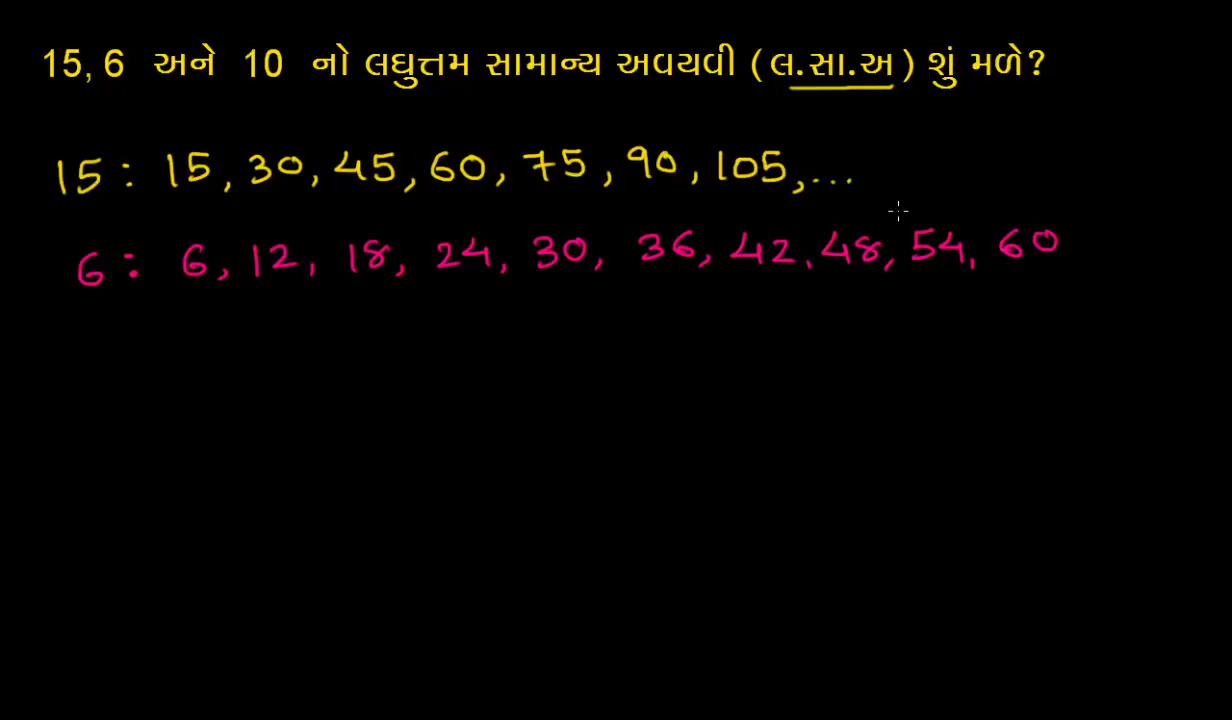 15, 6 અને 10 નો લઘુત્તમ સામાન્ય અવયવી (લ.સા.અ) શું મળે?
15 : 15, 30, 45, 60, 75, 90, 105, ...
6 : 6, 12, 18, 24, 30, 36, 42, 48, 54, 60